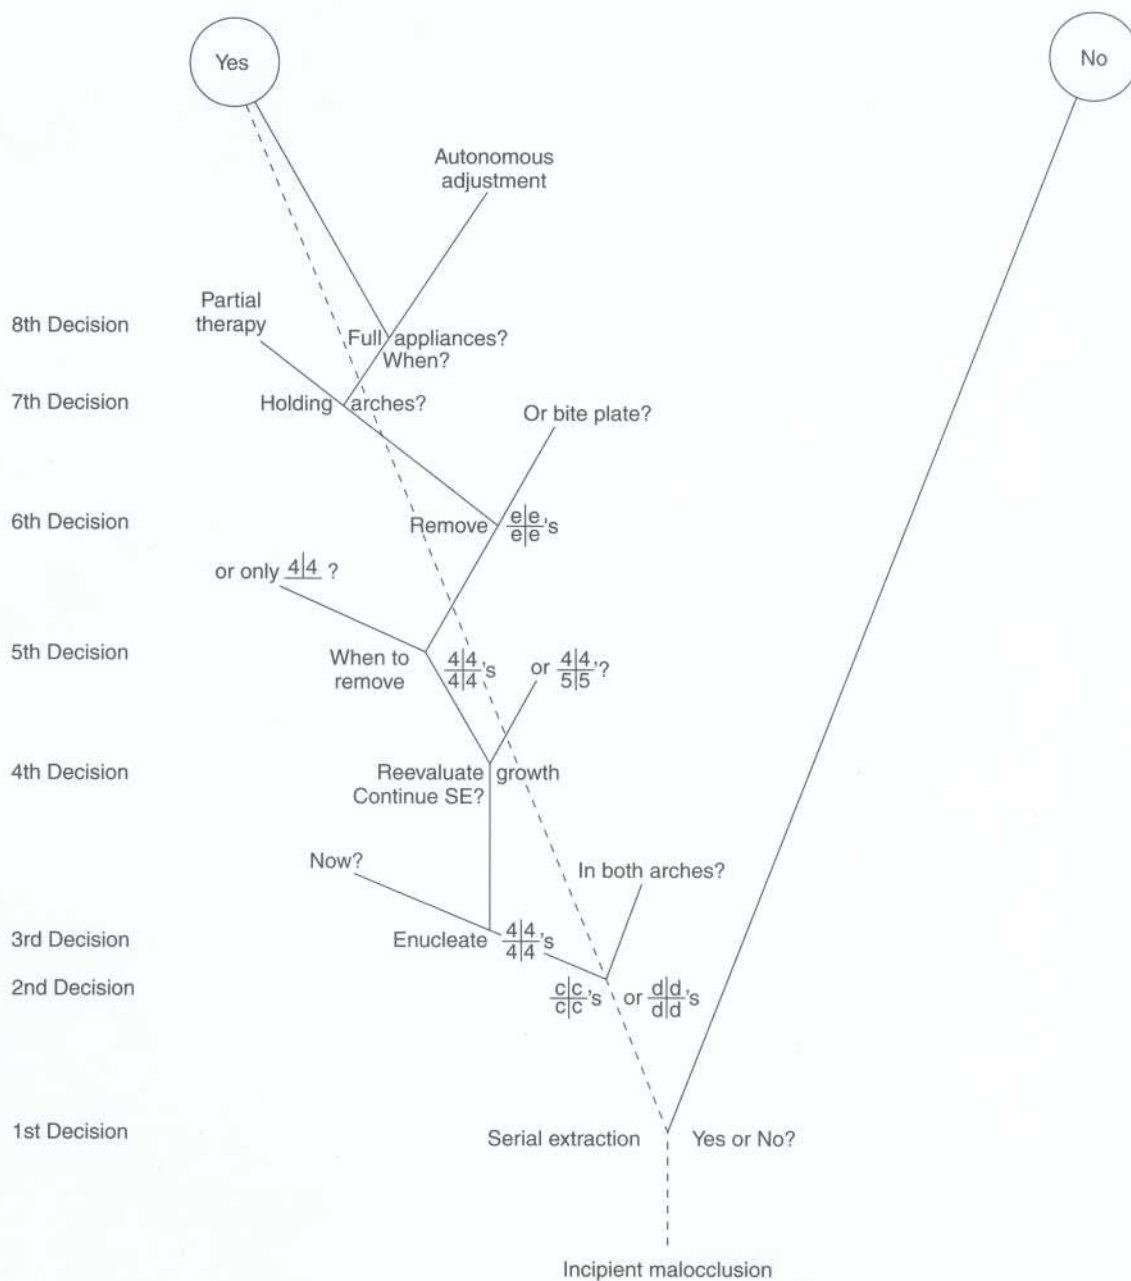 Yes
No
Autonomous
adjustment
Partial
therapy
8th Decision
Full appliances?
When?
7th Decision
Holding arches?
Or bite plate?
6th Decision
Remove e|e
e|e 's
or only 4|4 ?
5th Decision
When to
remove
4|4
4|4 's
or 4|4
5|5 '?
4th Decision
Reevaluate growth
Continue SE?
Now?
In both arches?
3rd Decision
Enucleate 4|4
4|4 's
2nd Decision
c|c
c|c 's
or d|d
d|d 's
1st Decision
Serial extraction Yes or No?
Incipient malocclusion